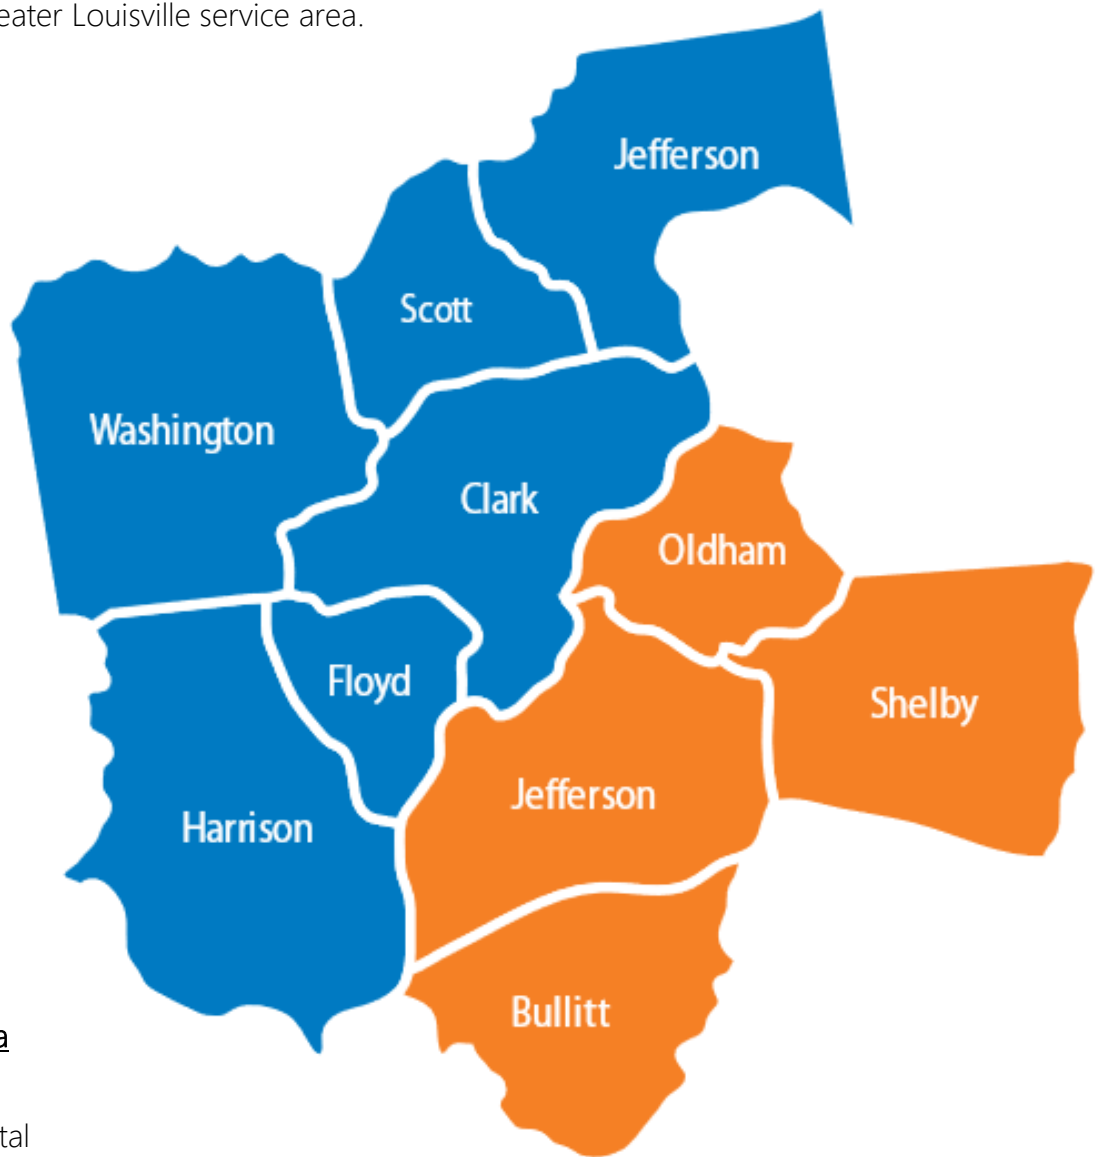 eater Louisville service area.
Jefferson
Scott
Washington
Clark
Oldham
Floyd
Shelby
Jefferson
Harrison
Bullitt
a
tal